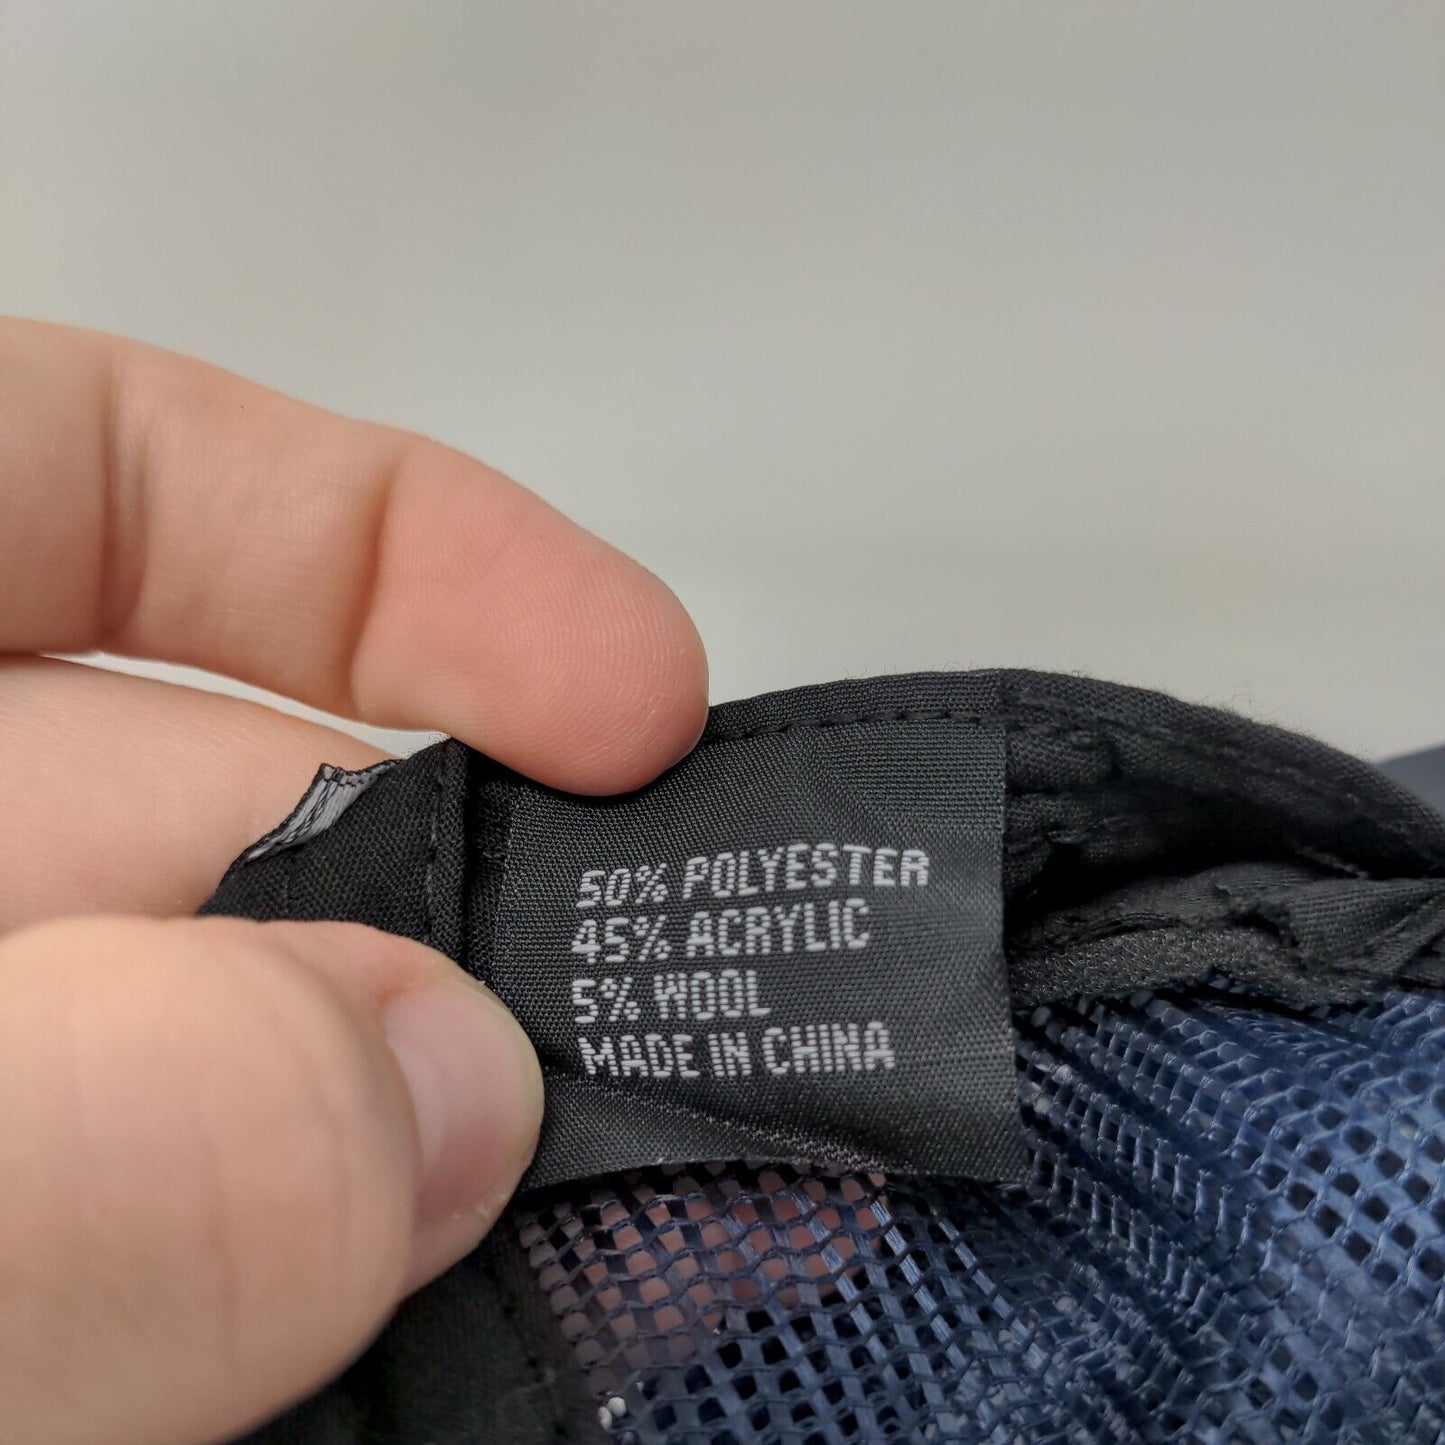 50% POLYESTER
45% ACRYLIC
5% WOOL
MADE IN CHINA